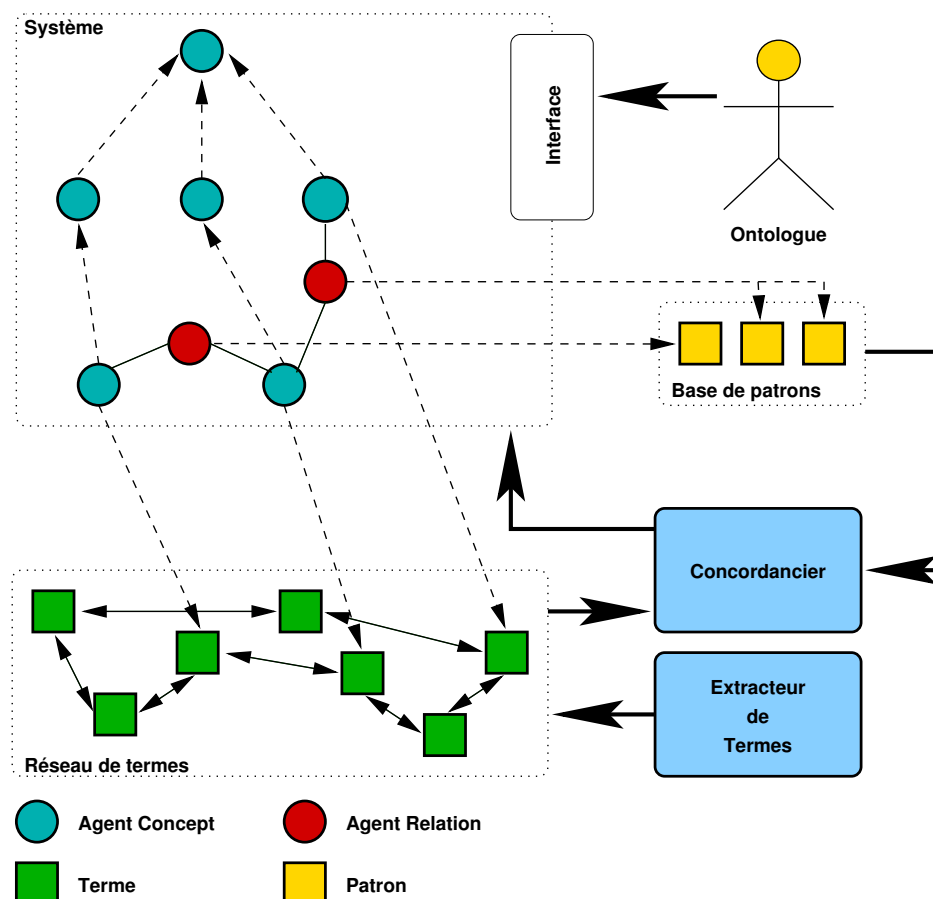 Système
Interface
Ontologue
Base de patrons
Concordancier
Extracteur
de
Termes
Réseau de termes
Agent Concept
Agent Relation
Terme
Patron